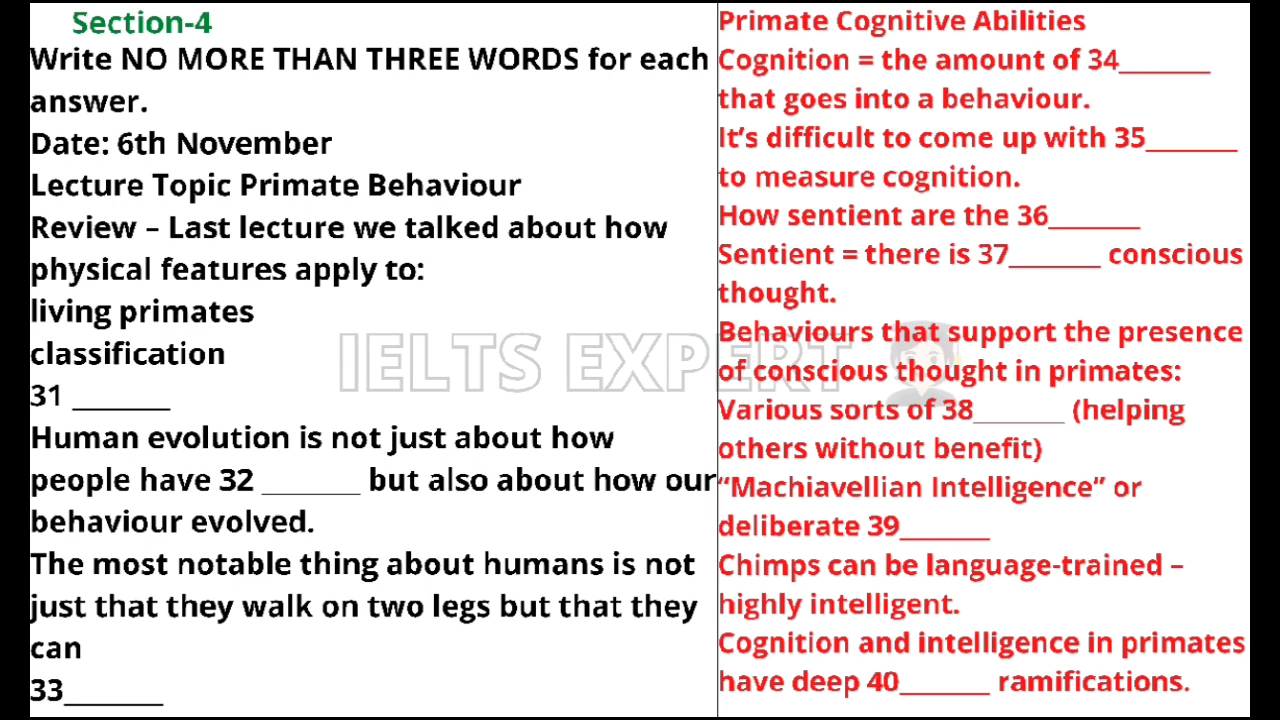 Section-4
Write NO MORE THAN THREE WORDS for each
answer.
Date: 6th November
Lecture Topic Primate Behaviour
Review – Last lecture we talked about how
physical features apply to:
living primates
classification
31 _______
Human evolution is not just about how
people have 32 _______ but also about how our
behaviour evolved.
The most notable thing about humans is not
just that they walk on two legs but that they
can
33_______
Primate Cognitive Abilities
Cognition = the amount of 34_______
that goes into a behaviour.
It’s difficult to come up with 35_______
to measure cognition.
How sentient are the 36_______
Sentient = there is 37_______ conscious
thought.
Behaviours that support the presence
of conscious thought in primates:
Various sorts of 38_______ (helping
others without benefit)
“Machiavellian Intelligence” or
deliberate 39_______
Chimps can be language-trained –
highly intelligent.
Cognition and intelligence in primates
have deep 40_______ ramifications.
IELTS EXPERT